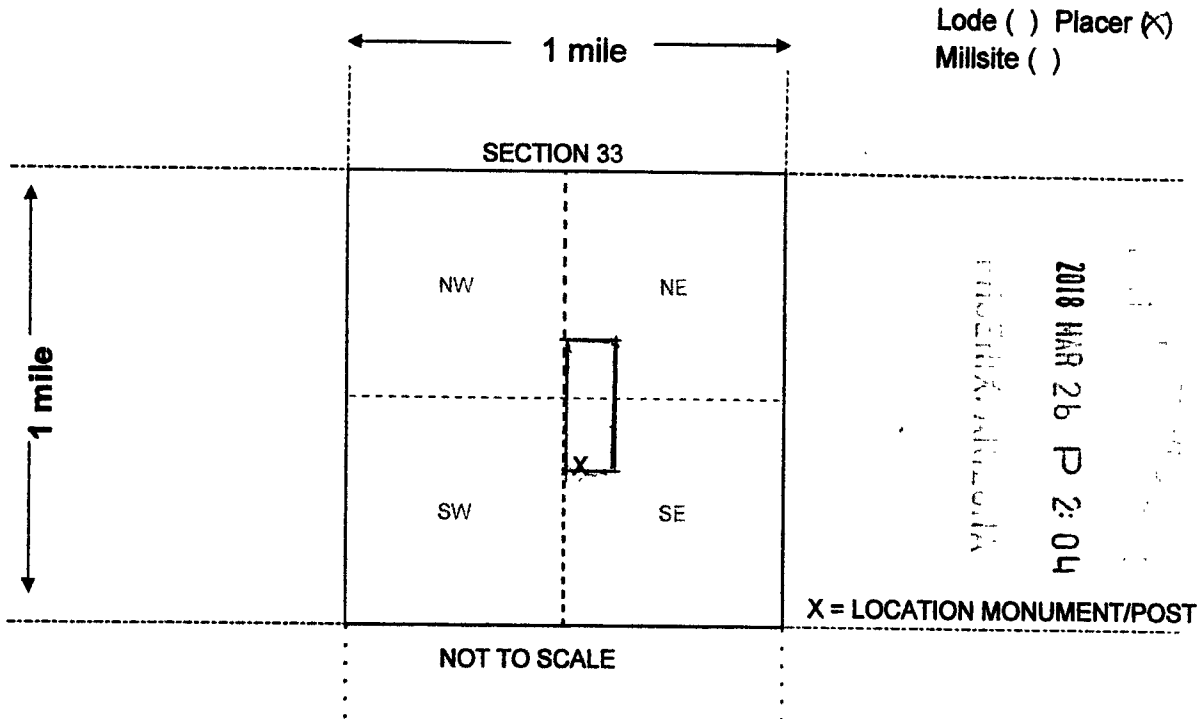 Lode ( ) Placer (X)
Millsite ( )
1 mile
SECTION 33
1 mile
NW
NE
SW
SE
X
X = LOCATION MONUMENT/POST
NOT TO SCALE
2018 MAR 26 P 2:04